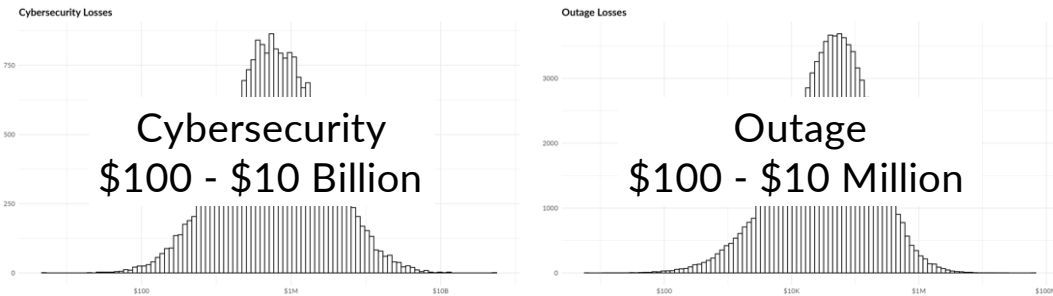 Cybersecurity Losses
750
500
250
0
$100
$1M
$10B
Cybersecurity
$100 - $10 Billion
Outage Losses
3000
2000
1000
0
$100
$10K
$1M
$100M
Outage
$100 - $10 Million